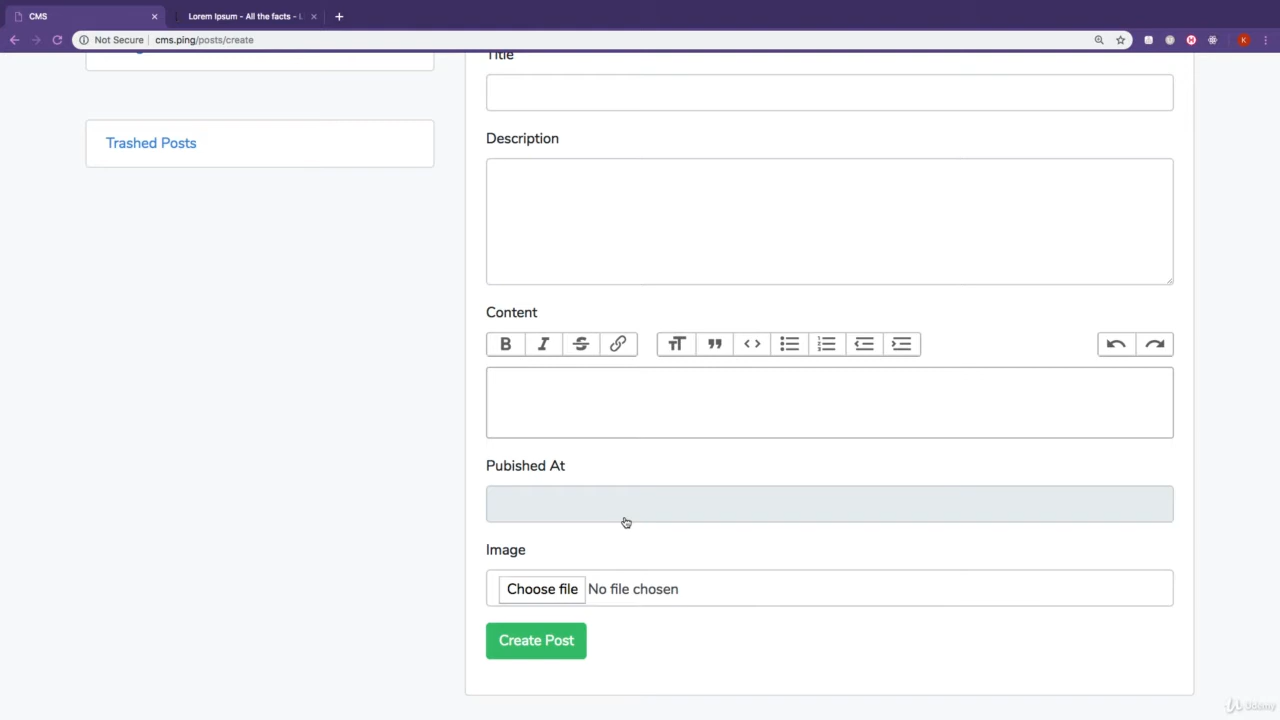 CMS
Lorem Ipsum - All the facts - L
Not Secure
cms.ping/posts/create
K
Title
Trashed Posts
Description
Content
Pubished At
Image
Choose file No file chosen
Create Post
Udemy